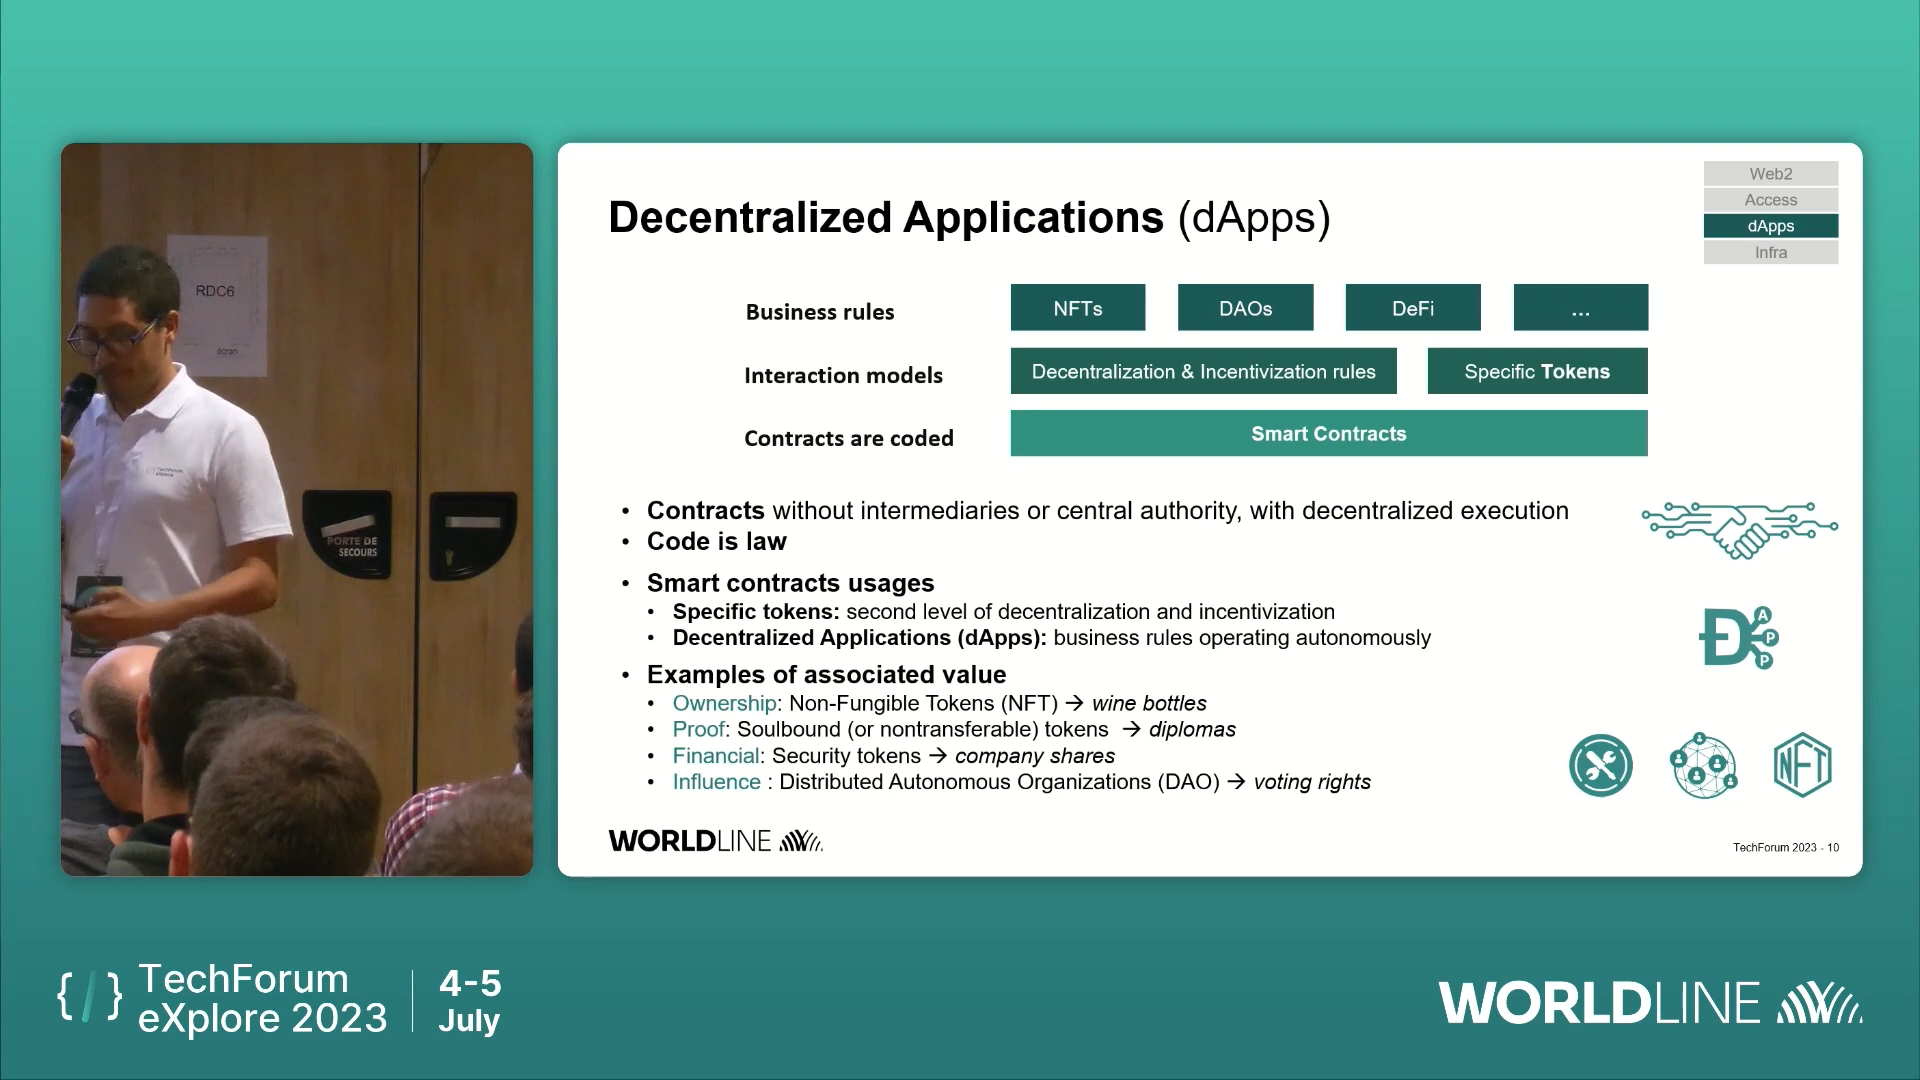 RDC6
écran
PORTE DE
SECOURS
TechForum
eXplore
Decentralized Applications (dApps)
Web2
Access
dApps
Infra
Business rules
NFTs
DAOs
DeFi
...
Interaction models
Decentralization & Incentivization rules
Specific Tokens
Contracts are coded
Smart Contracts
• Contracts without intermediaries or central authority, with decentralized execution
• Code is law
• Smart contracts usages
• Specific tokens: second level of decentralization and incentivization
• Decentralized Applications (dApps): business rules operating autonomously
• Examples of associated value
• Ownership: Non-Fungible Tokens (NFT) → wine bottles
• Proof: Soulbound (or nontransferable) tokens → diplomas
• Financial: Security tokens → company shares
• Influence : Distributed Autonomous Organizations (DAO) → voting rights
D
A
P
P
NFT
WORLDLINE
TechForum 2023 - 10
{/} TechForum
eXplore 2023
4-5
July
WORLDLINE